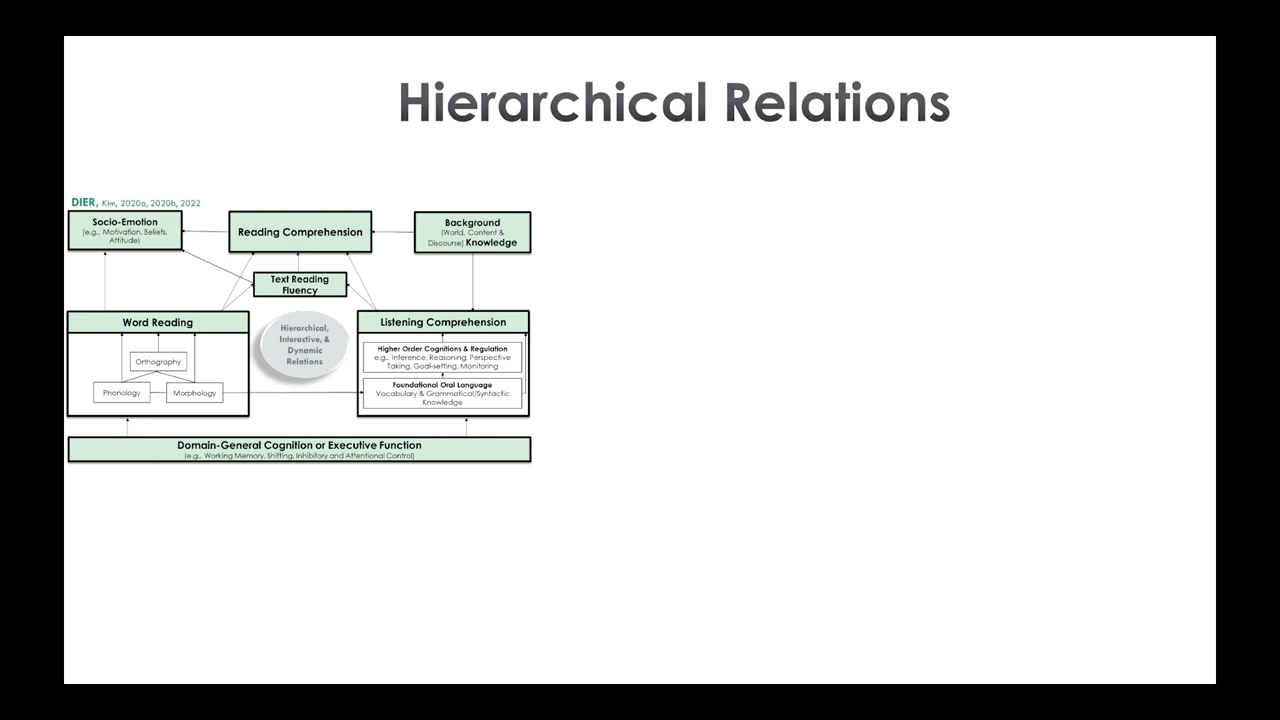 Hierarchical Relations
DIER, Kim, 2020a, 2020b, 2022
Socio-Emotion
(e.g., Motivation, Beliefs,
Attitude)
Reading Comprehension
Background
(World, Content &
Discourse) Knowledge
Text Reading
Fluency
Word Reading
Orthography
Phonology
Morphology
Hierarchical,
Interactive, &
Dynamic
Relations
Listening Comprehension
Higher Order Cognitions & Regulation
e.g., Inference, Reasoning, Perspective
Taking, Goal-setting, Monitoring
Foundational Oral Language
Vocabulary & Grammatical/Syntactic
Knowledge
Domain-General Cognition or Executive Function
(e.g., Working Memory, Shifting, Inhibitory and Attentional Control)